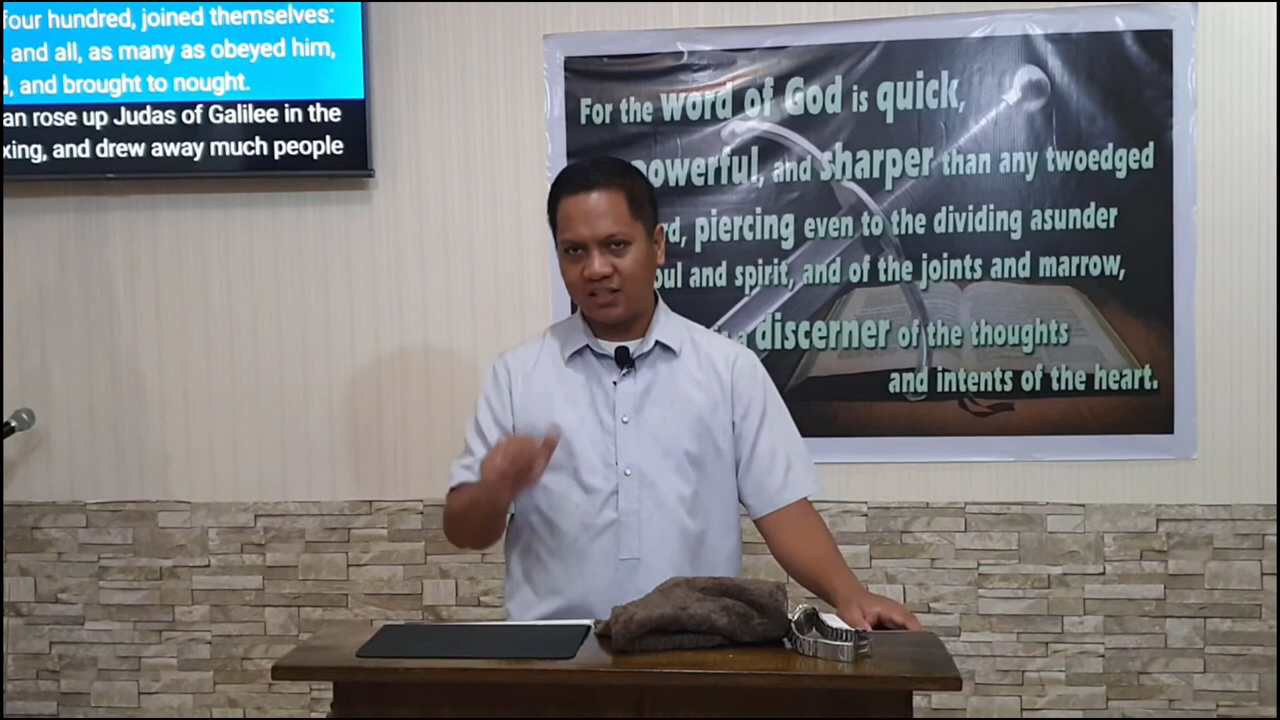 four hundred, joined themselves:
and all, as many as obeyed him,
, and brought to nought.
an rose up Judas of Galilee in the
xing, and drew away much people
For the word of God is quick,
powerful, and sharper than any twoedged
rd, piercing even to the dividing asunder
oul and spirit, and of the joints and marrow,
is a discerner of the thoughts
and intents of the heart.